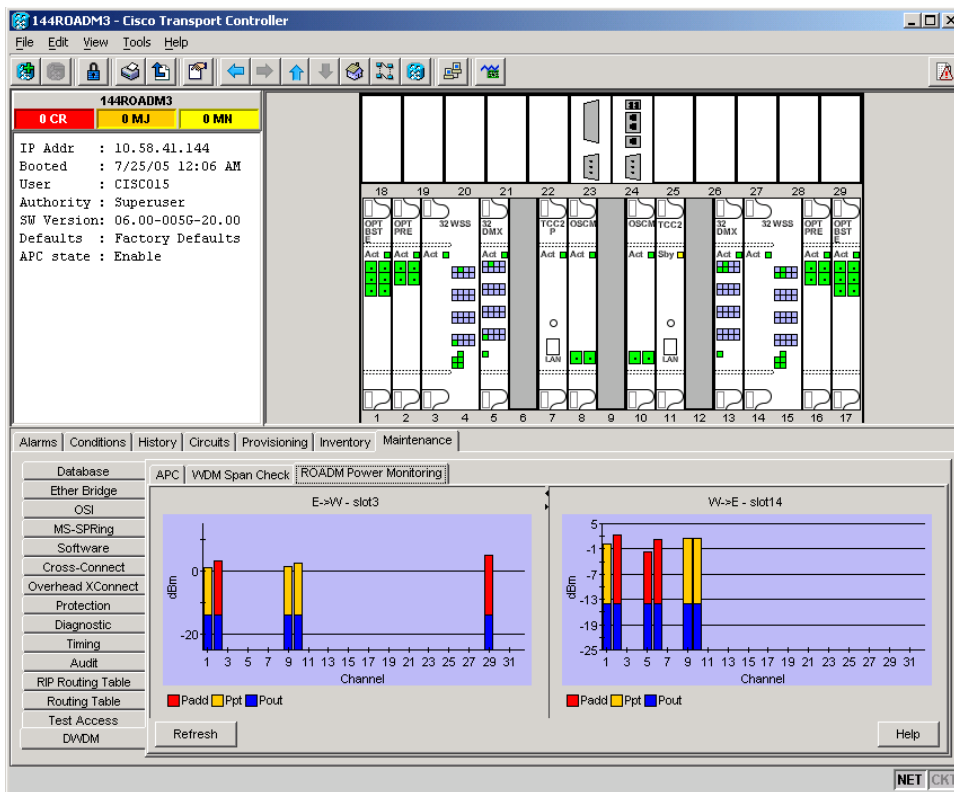 144ROADM3 - Cisco Transport Controller
File Edit View Tools Help
144ROADM3
0 CR 0 MJ 0 MN
IP Addr : 10.58.41.144
Booted : 7/25/05 12:06 AM
User : CISCO15
Authority : Superuser
SW Version: 06.00-005G-20.00
Defaults : Factory Defaults
APC state : Enable
18 19 20 21 22 23 24 25 26 27 28 29
OPT BST E
OPT PRE
32 WSS
32 DMX
TCC2 P
OSCM
OSCM
TCC2
32 DMX
32 WSS
OPT PRE
OPT BST
Act Act Act Act Act Act Act Sby Act Act Act Act
LAN LAN
1 2 3 4 5 6 7 8 9 10 11 12 13 14 15 16 17
Alarms Conditions History Circuits Provisioning Inventory Maintenance
Database
Ether Bridge
OSI
MS-SPRing
Software
Cross-Connect
Overhead XConnect
Protection
Diagnostic
Timing
Audit
RIP Routing Table
Routing Table
Test Access
DWDM
APC WDM Span Check ROADM Power Monitoring
E->W - slot3
dBm
0
-20
1 3 5 7 9 11 13 15 17 19 21 23 25 27 29 31
Channel
Padd Ppt Pout
W->E - slot14
dBm
5
-1
-7
-13
-19
-25
1 3 5 7 9 11 13 15 17 19 21 23 25 27 29 31
Channel
Padd Ppt Pout
Refresh Help
NET CKT